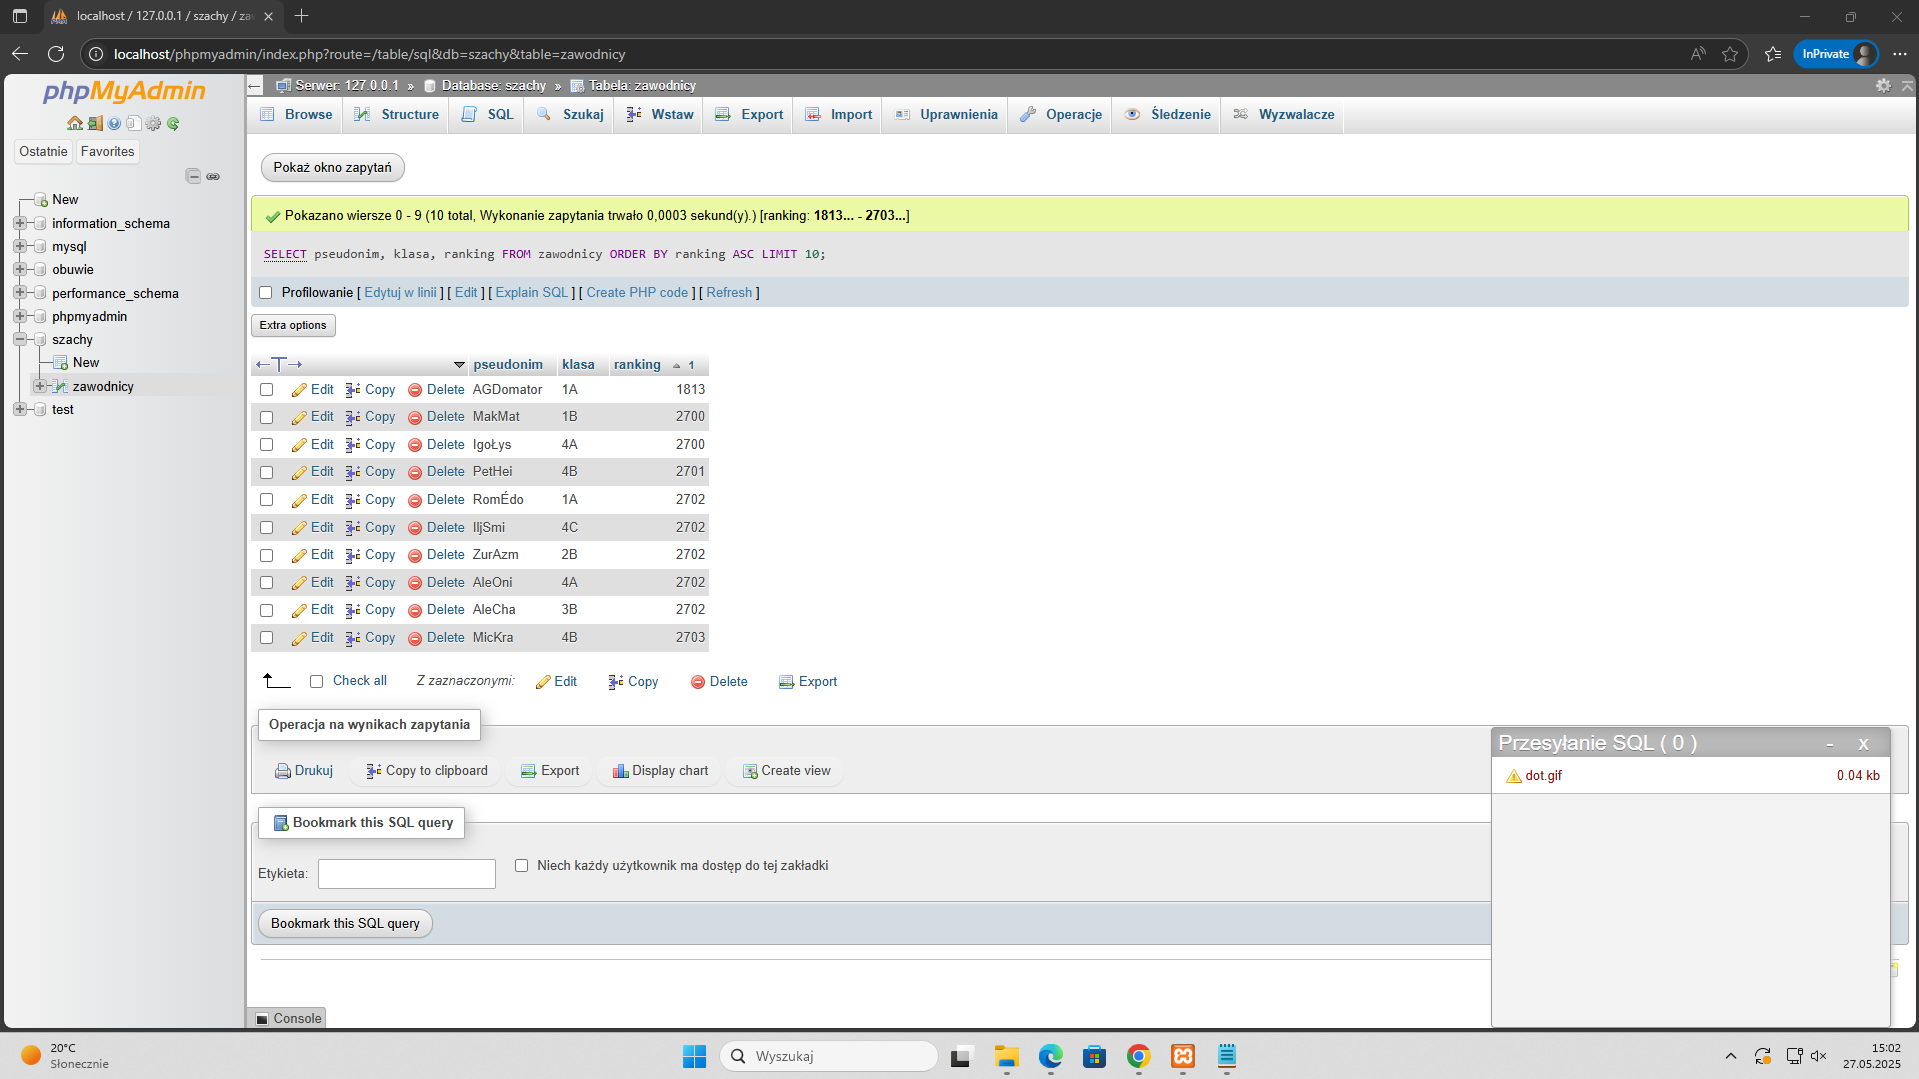 localhost / 127.0.0.1 / szachy / za
localhost/phpmyadmin/index.php?route=/table/sql&db=szachy&table=zawodnicy
InPrivate
phpMyAdmin
Ostatnie Favorites
New
information_schema
mysql
obuwie
performance_schema
phpmyadmin
szachy
New
zawodnicy
test
Serwer: 127.0.0.1 » Database: szachy » Tabela: zawodnicy
Browse Structure SQL Szukaj Wstaw Export Import Uprawnienia Operacje Śledzenie Wyzwalacze
Pokaż okno zapytań
Pokazano wiersze 0 - 9 (10 total, Wykonanie zapytania trwało 0,0003 sekund(y).) [ranking: 1813... - 2703...]
SELECT pseudonim, klasa, ranking FROM zawodnicy ORDER BY ranking ASC LIMIT 10;
Profilowanie [ Edytuj w linii ] [ Edit ] [ Explain SQL ] [ Create PHP code ] [ Refresh ]
Extra options
pseudonim klasa ranking 1
Edit Copy Delete AGDomator 1A 1813
Edit Copy Delete MakMat 1B 2700
Edit Copy Delete IgoŁys 4A 2700
Edit Copy Delete PetHei 4B 2701
Edit Copy Delete RomÉdo 1A 2702
Edit Copy Delete IljSmi 4C 2702
Edit Copy Delete ZurAzm 2B 2702
Edit Copy Delete AleOni 4A 2702
Edit Copy Delete AleCha 3B 2702
Edit Copy Delete MicKra 4B 2703
Check all Z zaznaczonymi: Edit Copy Delete Export
Operacja na wynikach zapytania
Drukuj Copy to clipboard Export Display chart Create view
Bookmark this SQL query
Etykieta: Niech każdy użytkownik ma dostęp do tej zakładki
Bookmark this SQL query
Przesyłanie SQL ( 0 ) - x
dot.gif 0.04 kb
Console
20°C
Słonecznie
Wyszukaj
15:02
27.05.2025